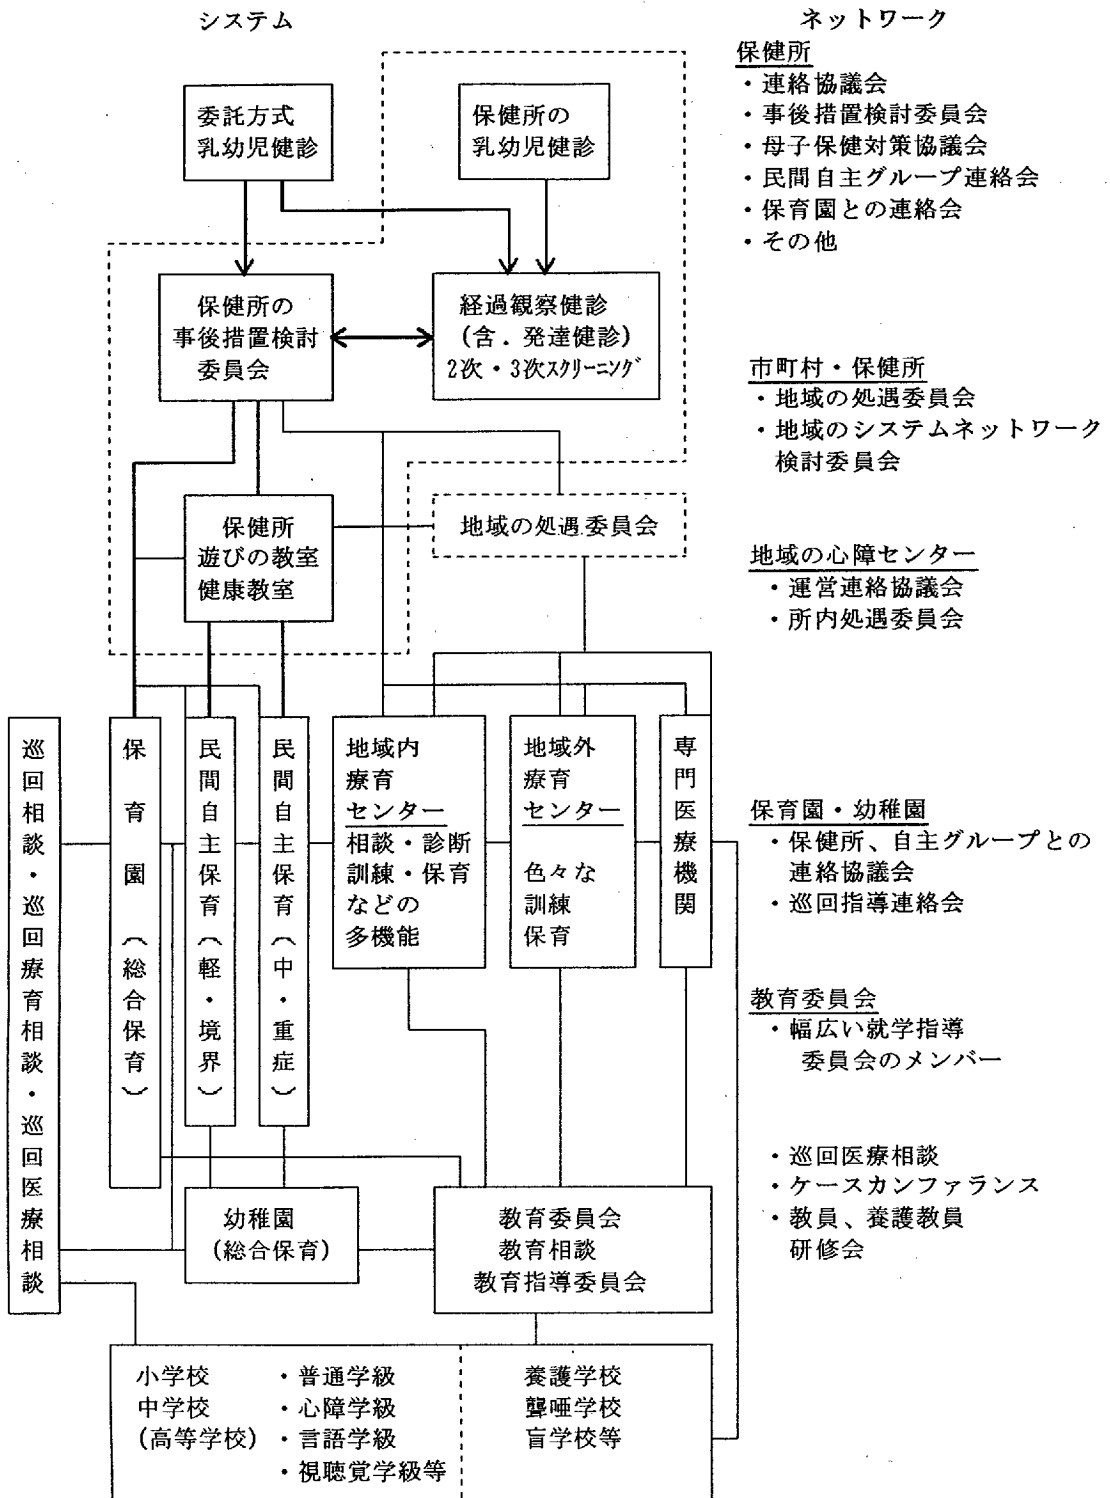 システム
ネットワーク
委託方式
乳幼児健診
保健所の
乳幼児健診
保健所の
事後措置検討
委員会
経過観察健診
(含．発達健診)
2次・3次ｽｸﾘｰﾆﾝｸﾞ
保健所
遊びの教室
健康教室
地域の処遇委員会
巡回相談・巡回療育相談・巡回医療相談
保育園（総合保育）
民間自主保育（軽・境界）
民間自主保育（中・重症）
地域内
療育
センター
相談・診断
訓練・保育
などの
多機能
地域外
療育
センター
色々な
訓練
保育
専門医療機関
幼稚園
(総合保育)
教育委員会
教育相談
教育指導委員会
小学校
中学校
(高等学校)
・普通学級
・心障学級
・言語学級
・視聴覚学級等
養護学校
聾唖学校
盲学校等
保健所
・連絡協議会
・事後措置検討委員会
・母子保健対策協議会
・民間自主グループ連絡会
・保育園との連絡会
・その他
市町村・保健所
・地域の処遇委員会
・地域のシステムネットワーク
検討委員会
地域の心障センター
・運営連絡協議会
・所内処遇委員会
保育園・幼稚園
・保健所、自主グループとの
連絡協議会
・巡回指導連絡会
教育委員会
・幅広い就学指導
委員会のメンバー
・巡回医療相談
・ケースカンファランス
・教員、養護教員
研修会